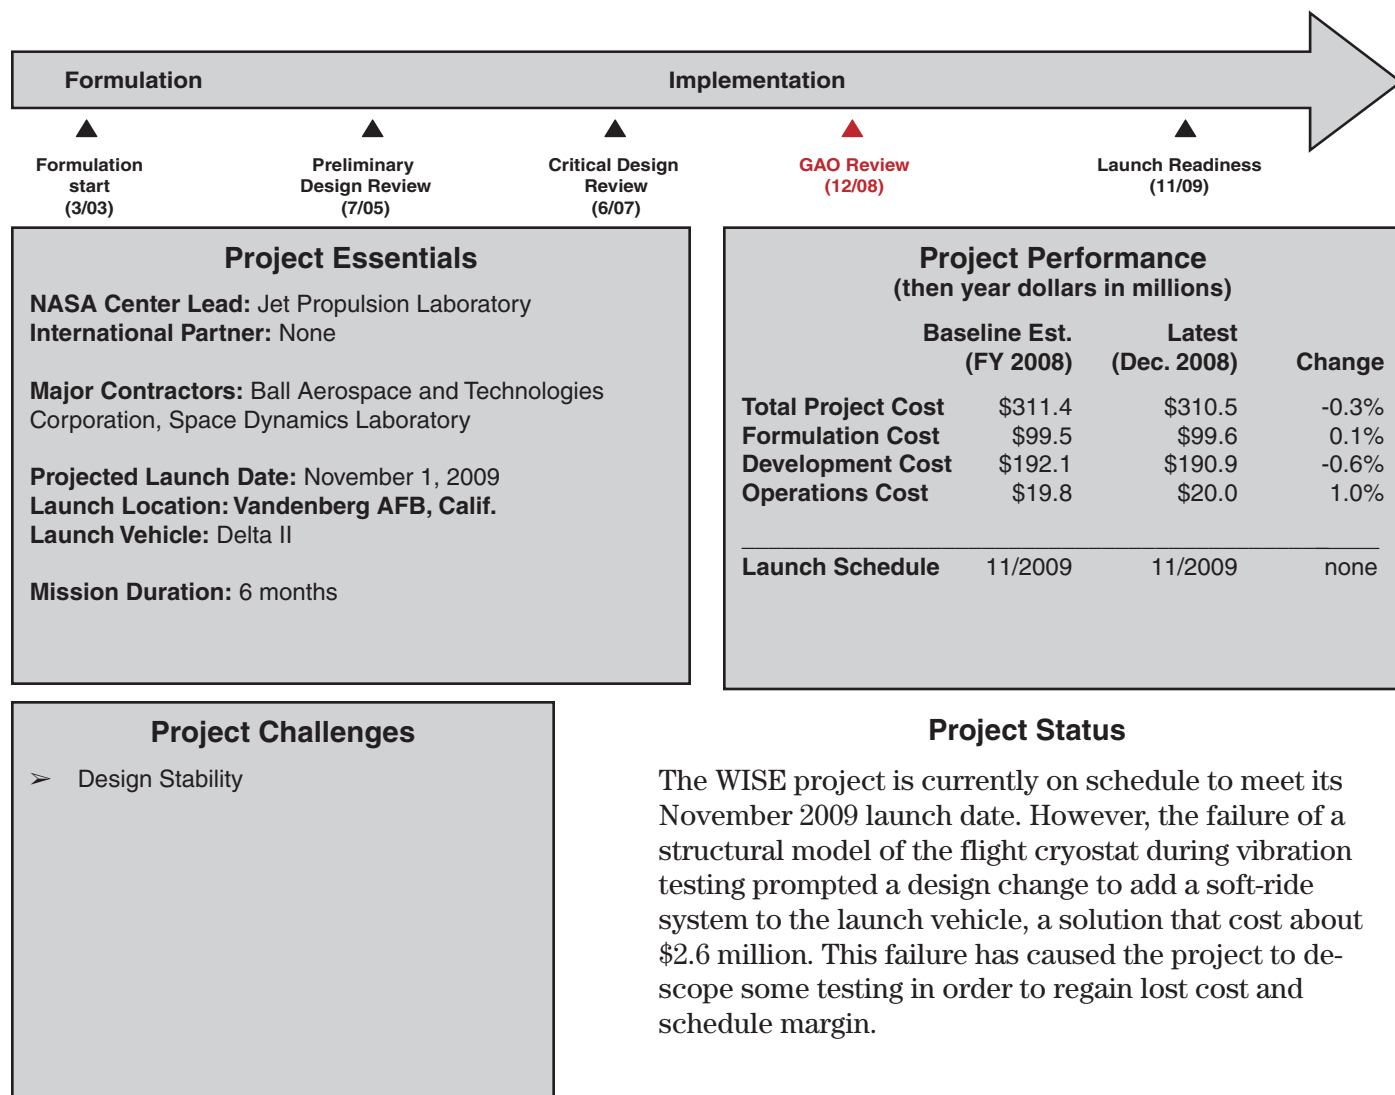 Formulation Implementation
Formulation
start
(3/03)
Preliminary
Design Review
(7/05)
Critical Design
Review
(6/07)
GAO Review
(12/08)
Launch Readiness
(11/09)
Project Essentials
NASA Center Lead: Jet Propulsion Laboratory
International Partner: None
Major Contractors: Ball Aerospace and Technologies
Corporation, Space Dynamics Laboratory
Projected Launch Date: November 1, 2009
Launch Location: Vandenberg AFB, Calif.
Launch Vehicle: Delta II
Mission Duration: 6 months
Project Performance
(then year dollars in millions)
Baseline Est. Latest
(FY 2008) (Dec. 2008) Change
Total Project Cost $311.4 $310.5 -0.3%
Formulation Cost $99.5 $99.6 0.1%
Development Cost $192.1 $190.9 -0.6%
Operations Cost $19.8 $20.0 1.0%
Launch Schedule 11/2009 11/2009 none
Project Challenges
➢ Design Stability
Project Status
The WISE project is currently on schedule to meet its
November 2009 launch date. However, the failure of a
structural model of the flight cryostat during vibration
testing prompted a design change to add a soft-ride
system to the launch vehicle, a solution that cost about
$2.6 million. This failure has caused the project to de-
scope some testing in order to regain lost cost and
schedule margin.